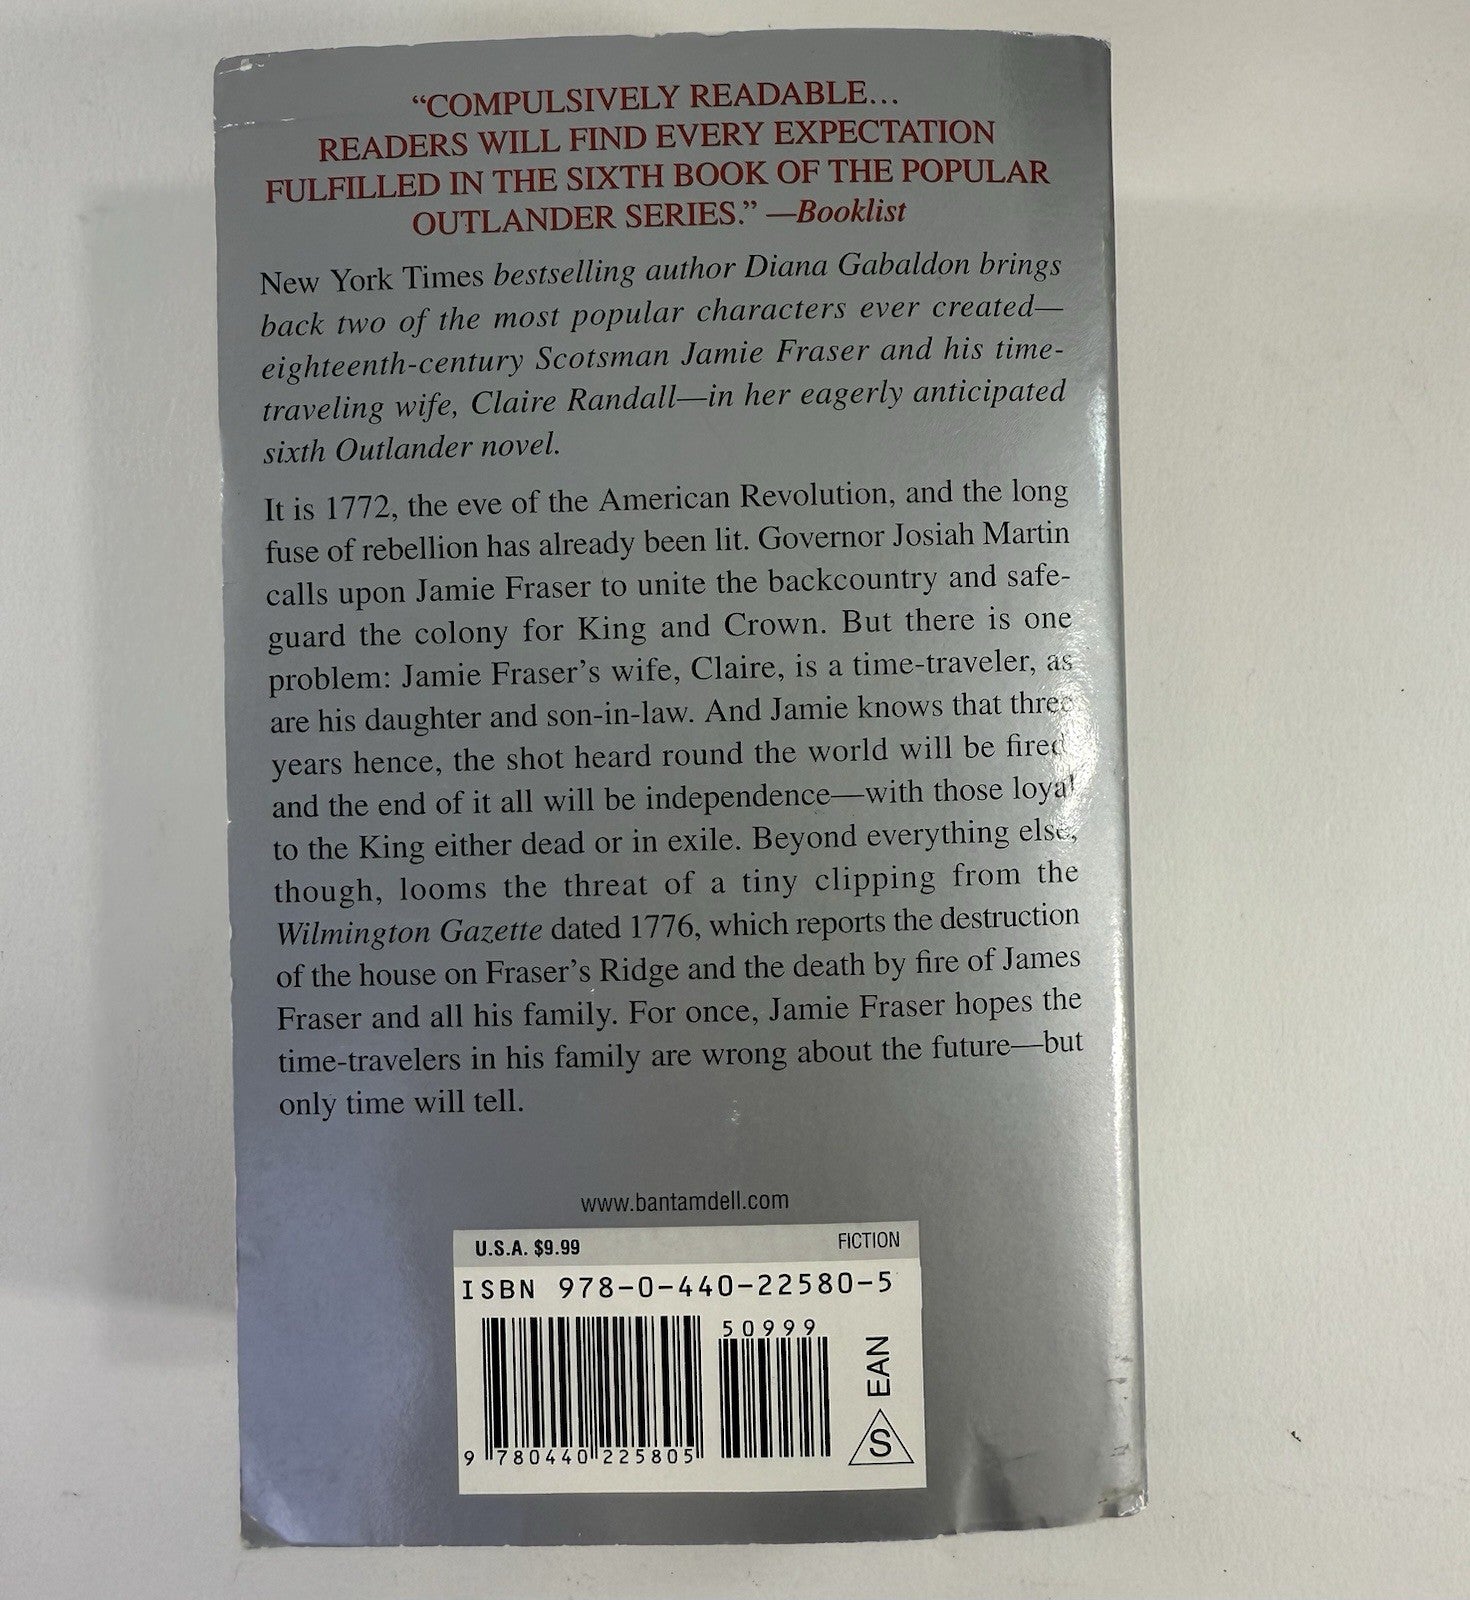 “COMPULSIVELY READABLE...
READERS WILL FIND EVERY EXPECTATION
FULFILLED IN THE SIXTH BOOK OF THE POPULAR
OUTLANDER SERIES.” —Booklist
New York Times bestselling author Diana Gabaldon brings
back two of the most popular characters ever created—
eighteenth-century Scotsman Jamie Fraser and his time-
traveling wife, Claire Randall—in her eagerly anticipated
sixth Outlander novel.
It is 1772, the eve of the American Revolution, and the long
fuse of rebellion has already been lit. Governor Josiah Martin
calls upon Jamie Fraser to unite the backcountry and safe-
guard the colony for King and Crown. But there is one
problem: Jamie Fraser’s wife, Claire, is a time-traveler, as
are his daughter and son-in-law. And Jamie knows that three
years hence, the shot heard round the world will be fired,
and the end of it all will be independence—with those loyal
to the King either dead or in exile. Beyond everything else,
though, looms the threat of a tiny clipping from the
Wilmington Gazette dated 1776, which reports the destruction
of the house on Fraser’s Ridge and the death by fire of James
Fraser and all his family. For once, Jamie Fraser hopes the
time-travelers in his family are wrong about the future—but
only time will tell.
www.bantamdell.com
U.S.A. $9.99 FICTION
ISBN 978-0-440-22580-5
50999
9 780440 225805
EAN
S